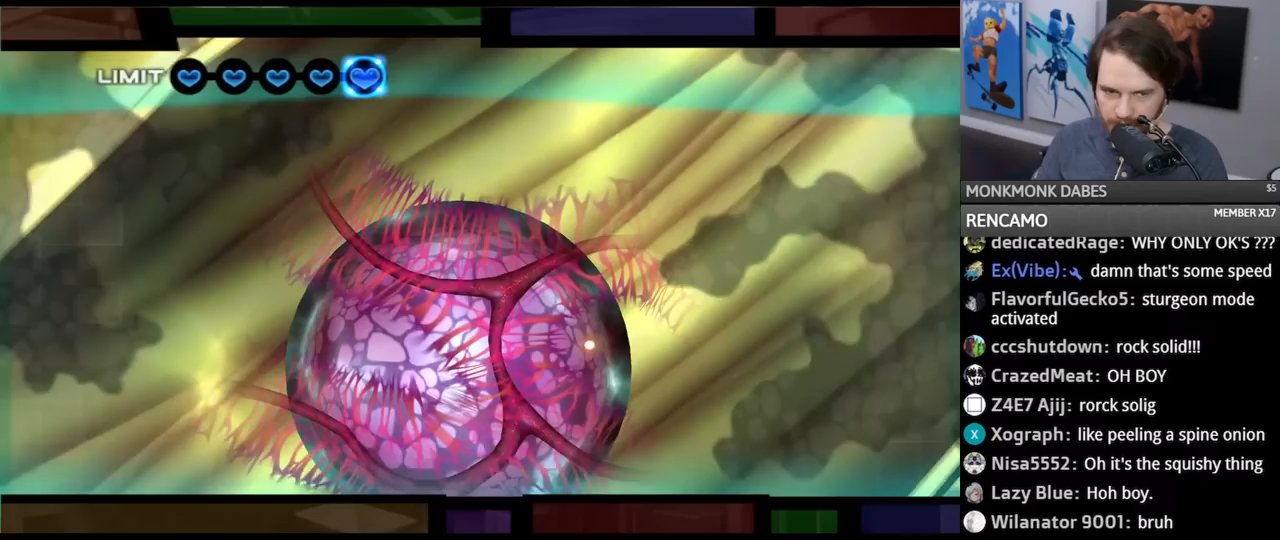 LIMIT
MONKMONK DABES
$5
RENCAMO
MEMBER X17
dedicatedRage: WHY ONLY OK'S ???
Ex(Vibe): damn that's some speed
FlavorfulGecko5: sturgeon mode
activated
cccshutdown: rock solid!!!
CrazedMeat: OH BOY
Z4E7 Ajij: rorck solig
X
Xograph: like peeling a spine onion
Nisa5552: Oh it's the squishy thing
Lazy Blue: Hoh boy.
Wilanator 9001: bruh